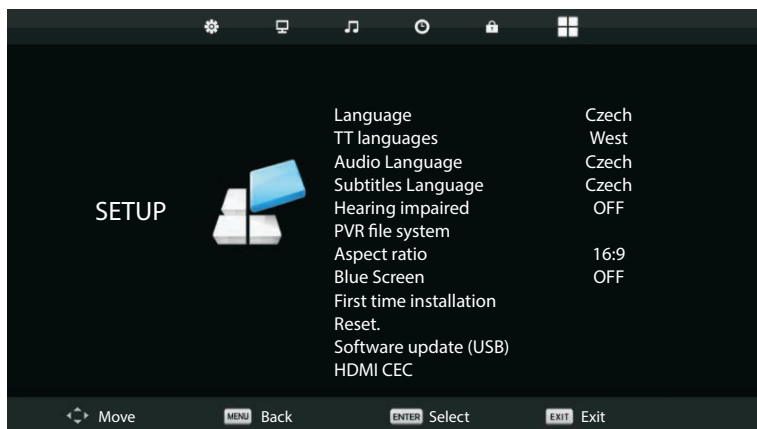 SETUP
Language Czech
TT languages West
Audio Language Czech
Subtitles Language Czech
Hearing impaired OFF
PVR file system
Aspect ratio 16:9
Blue Screen OFF
First time installation
Reset.
Software update (USB)
HDMI CEC
Move MENU Back ENTER Select EXIT Exit